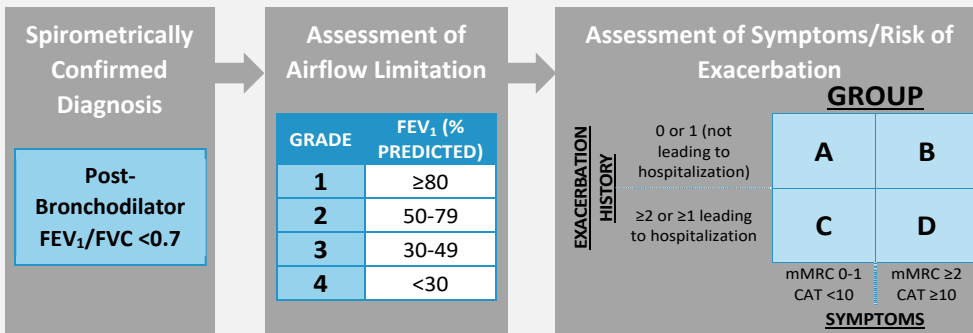 Spirometrically
Confirmed
Diagnosis
Post-
Bronchodilator
FEV₁/FVC <0.7
Assessment of
Airflow Limitation
GRADE
FEV₁ (%
PREDICTED)
1
≥80
2
50-79
3
30-49
4
<30
Assessment of Symptoms/Risk of
Exacerbation
GROUP
EXACERBATION
HISTORY
0 or 1 (not
leading to
hospitalization)
A
B
≥2 or ≥1 leading
to hospitalization
C
D
mMRC 0-1
CAT <10
mMRC ≥2
CAT ≥10
SYMPTOMS